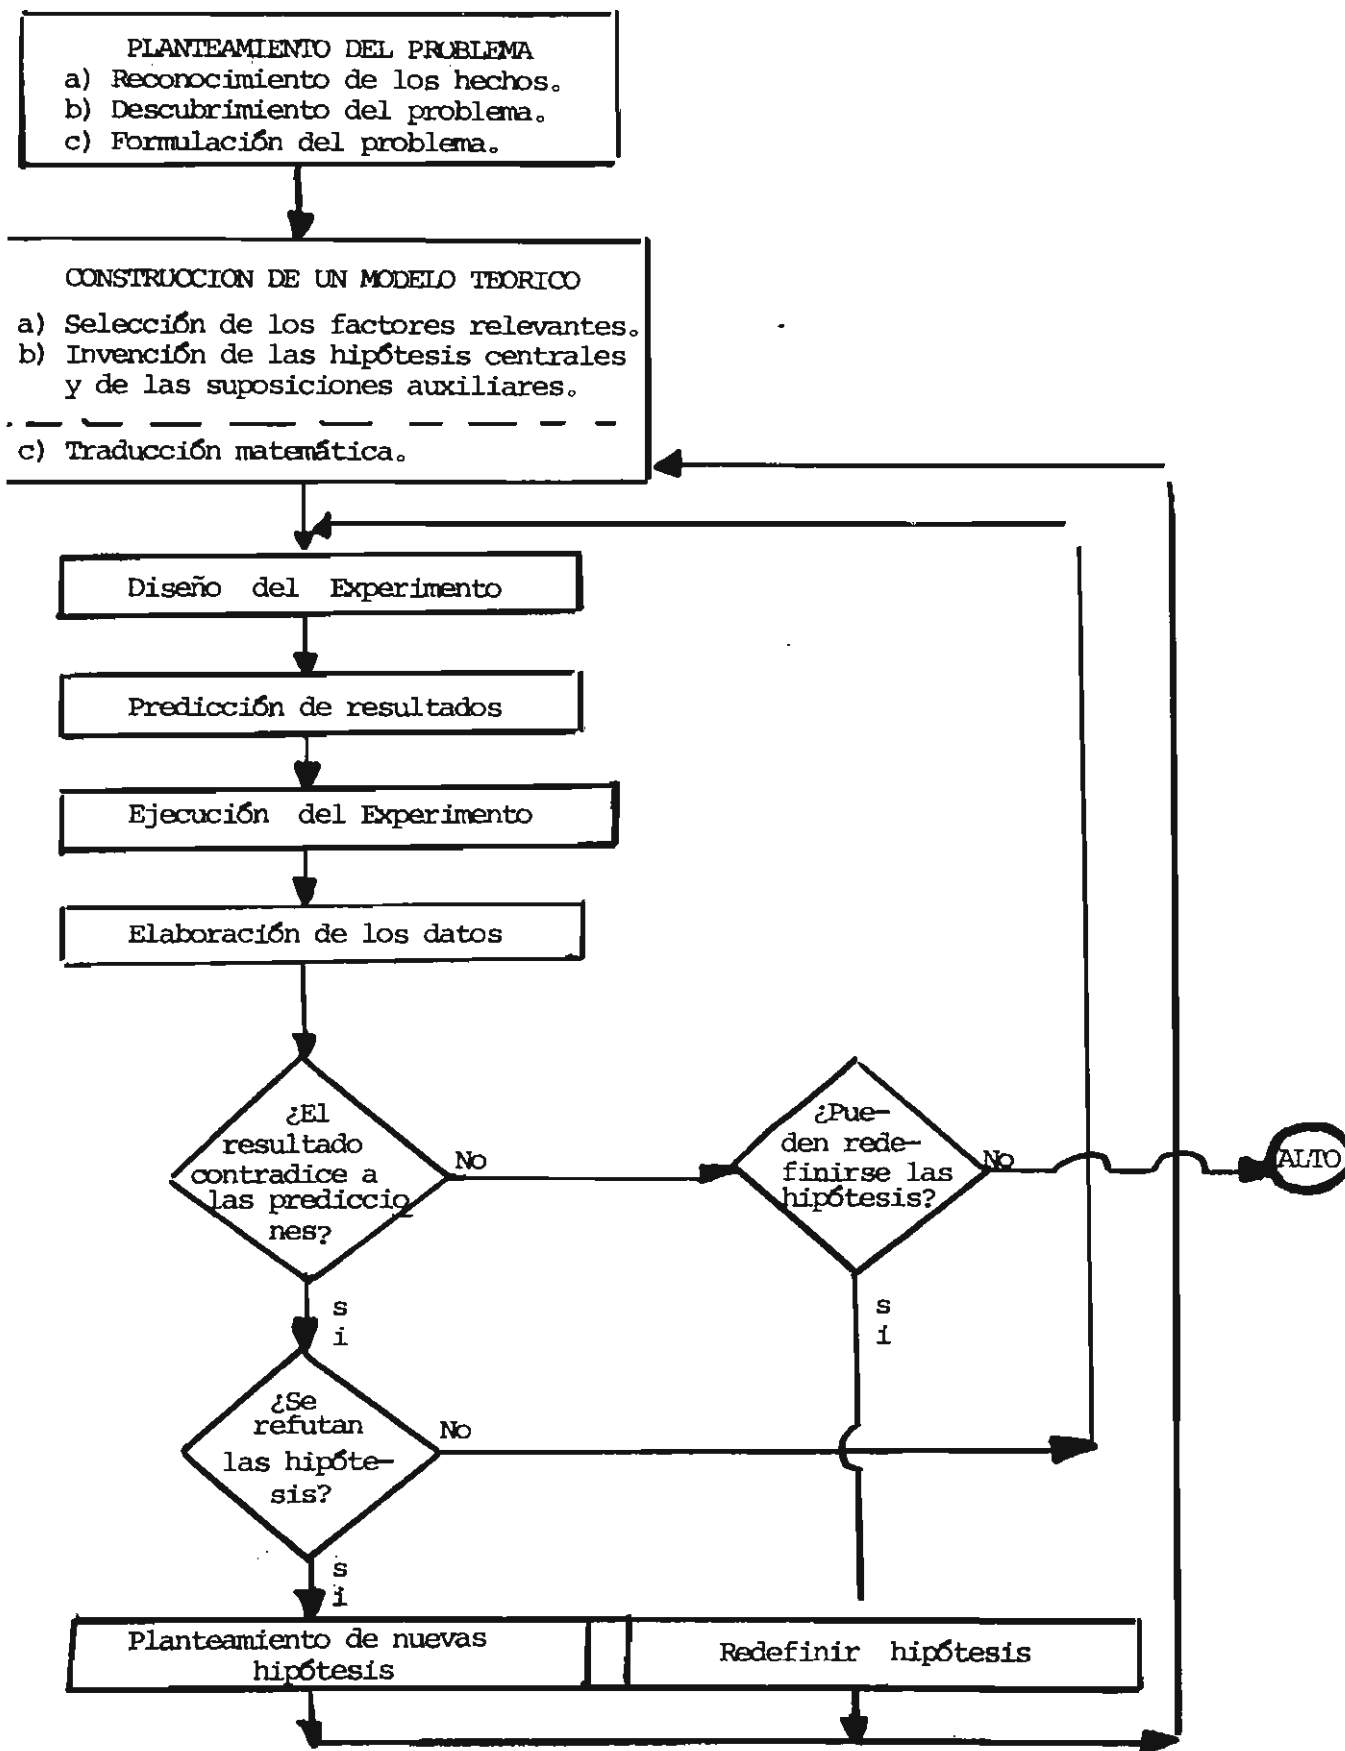 PLANTEAMIENTO DEL PROBLEMA
a) Reconocimiento de los hechos.
b) Descubrimiento del problema.
c) Formulación del problema.
CONSTRUCCION DE UN MODELO TEORICO
a) Selección de los factores relevantes.
b) Invención de las hipótesis centrales
y de las suposiciones auxiliares.
c) Traducción matemática.
Diseño del Experimento
Predicción de resultados
Ejecución del Experimento
Elaboración de los datos
¿El
resultado
contradice a
las prediccio
nes?
No
¿Pue-
den rede-
finirse las
hipótesis?
No
ALTO
s
i
s
í
¿Se
refutan
las hipóte-
sis?
No
s
i
Planteamiento de nuevas
hipótesis
Redefinir hipótesis